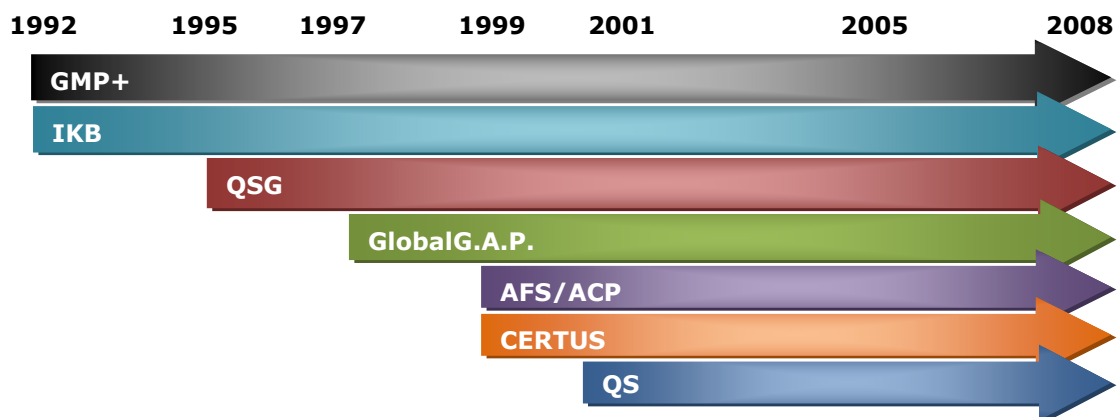 1992 1995 1997 1999 2001 2005 2008
GMP+
IKB
QSG
GlobalG.A.P.
AFS/ACP
CERTUS
QS